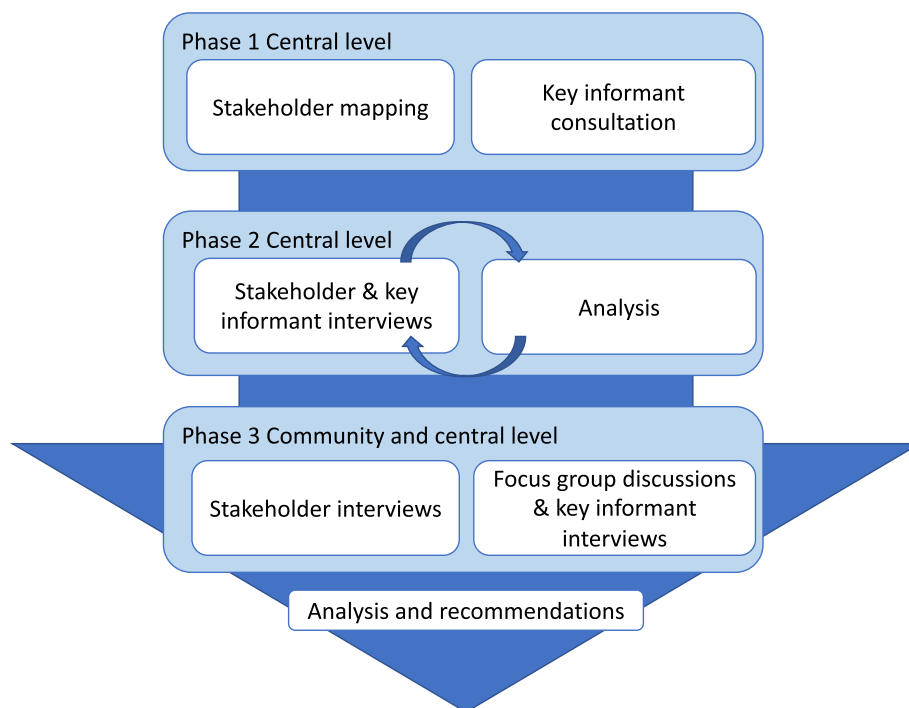 Phase 1 Central level
Stakeholder mapping
Key informant
consultation
Phase 2 Central level
Stakeholder & key
informant interviews
Analysis
Phase 3 Community and central level
Stakeholder interviews
Focus group discussions
& key informant
interviews
Analysis and recommendations